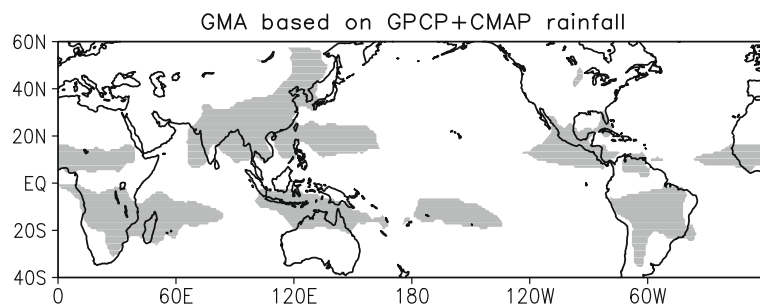 GMA based on GPCP+CMAP rainfall
60N
40N
20N
EQ
20S
40S
0 60E 120E 180 120W 60W